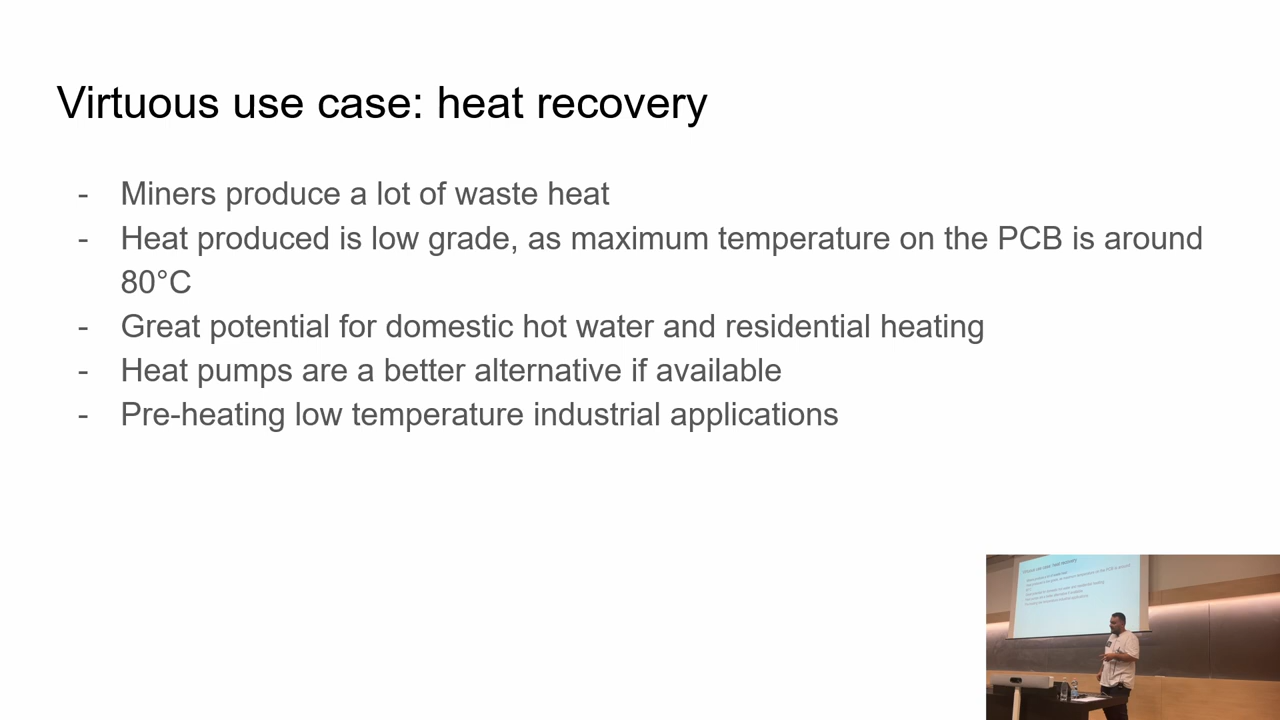 Virtuous use case: heat recovery
- Miners produce a lot of waste heat
- Heat produced is low grade, as maximum temperature on the PCB is around
80°C
- Great potential for domestic hot water and residential heating
- Heat pumps are a better alternative if available
- Pre-heating low temperature industrial applications